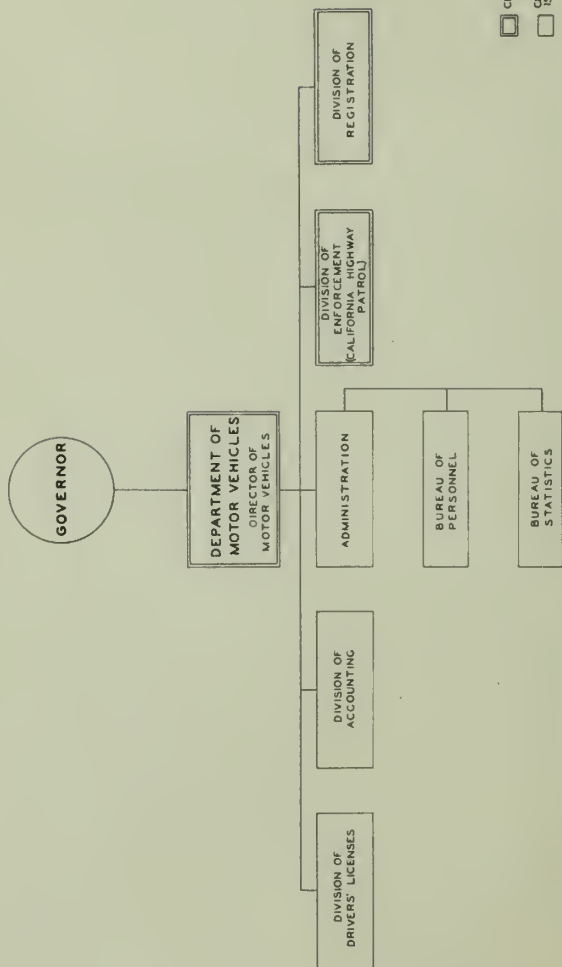 GOVERNOR
DEPARTMENT OF
MOTOR VEHICLES
DIRECTOR OF
MOTOR VEHICLES
DIVISION OF
DRIVERS' LICENSES
DIVISION OF
ACCOUNTING
ADMINISTRATION
DIVISION OF
ENFORCEMENT
(CALIFORNIA HIGHWAY
PATROL)
DIVISION OF
REGISTRATION
BUREAU OF
PERSONNEL
BUREAU OF
STATISTICS